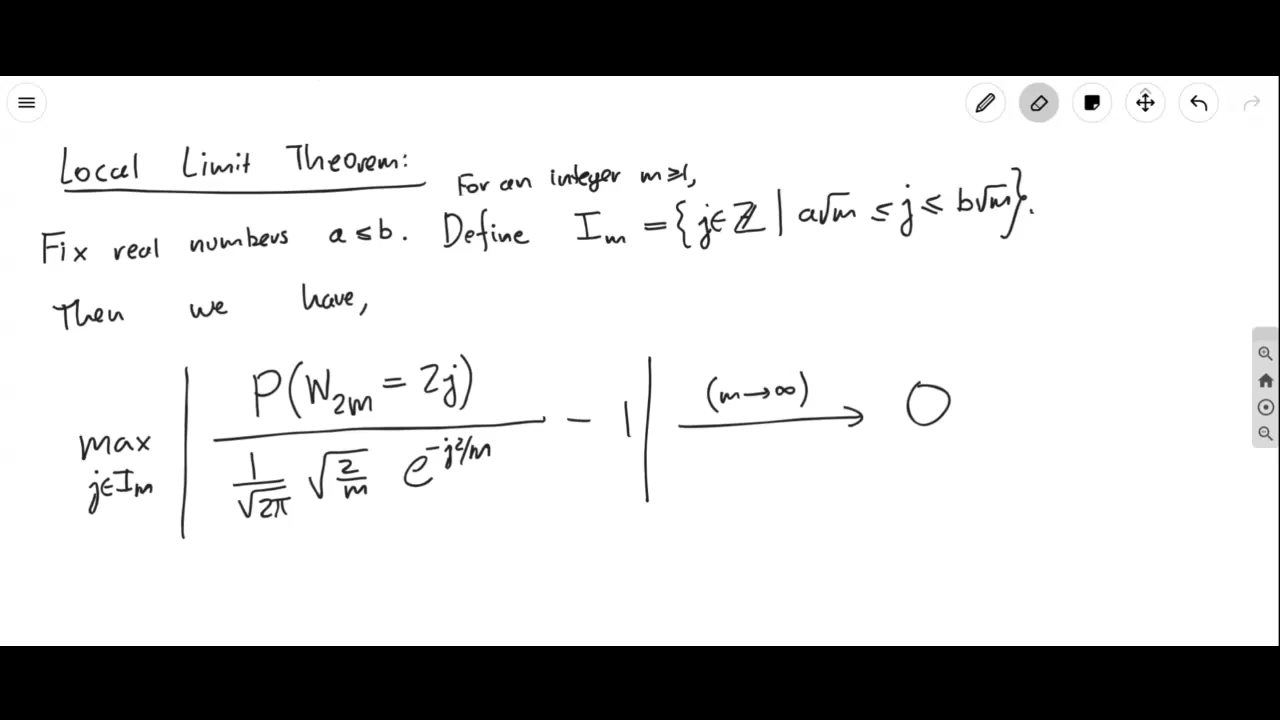 Local Limit Theorem:
For an integer m ≥ 1,
Fix real numbers a ≤ b. Define I_m = {j ∈ ℤ | a√m ≤ j ≤ b√m}.
Then we have,
max_{j∈I_m} | P(W_{2m} = 2j) / (1/√(2π) √(2/m) e^{-j²/m}) − 1 | →(m→∞) 0